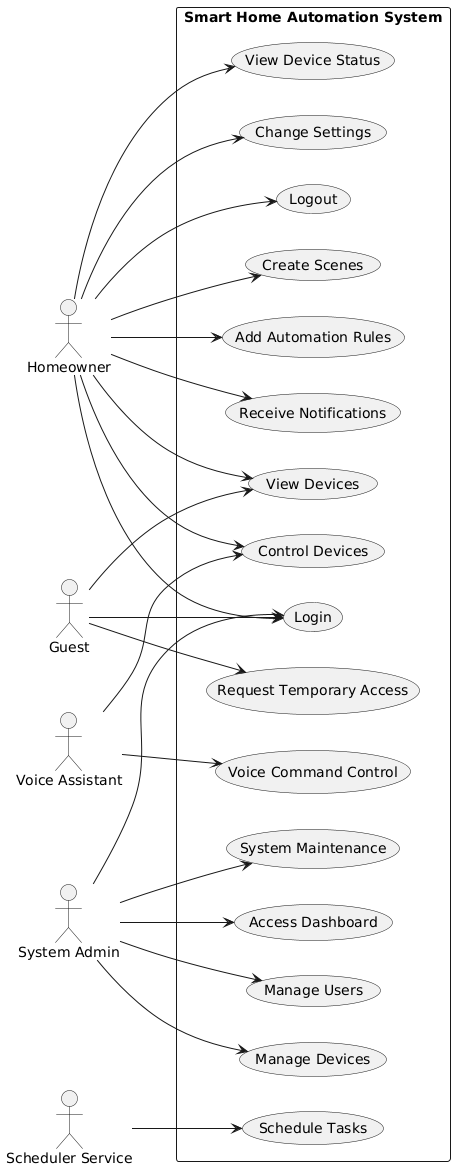 Smart Home Automation System
View Device Status
Change Settings
Logout
Create Scenes
Add Automation Rules
Homeowner
Receive Notifications
View Devices
Control Devices
Login
Guest
Request Temporary Access
Voice Assistant
Voice Command Control
System Maintenance
Access Dashboard
System Admin
Manage Users
Manage Devices
Schedule Tasks
Scheduler Service